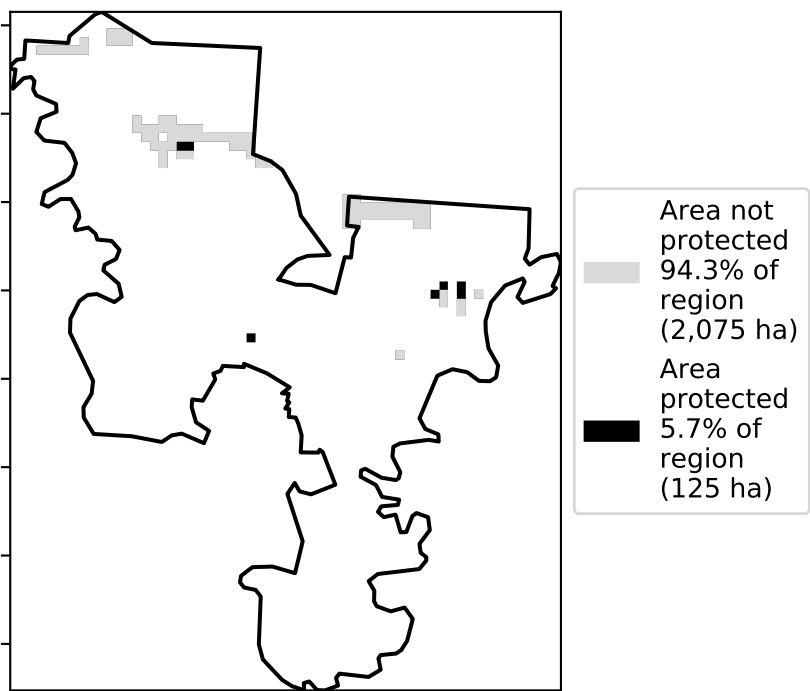 Area not
protected
94.3% of
region
(2,075 ha)
Area
protected
5.7% of
region
(125 ha)